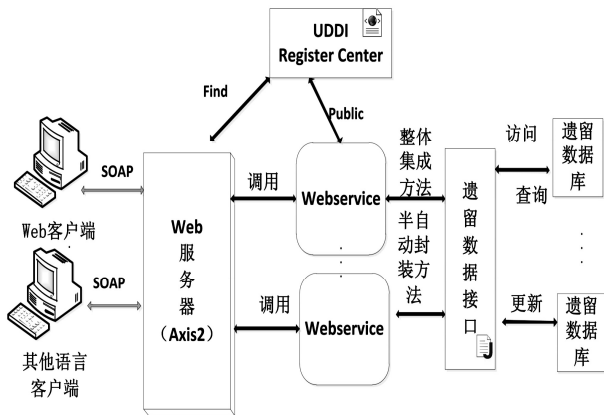 UDDI
Register Center
Find
Public
SOAP
Web客户端
SOAP
其他语言
客户端
Web
服
务
器
（Axis2）
调用
Webservice
调用
Webservice
整休
集成
方法
半自
动封
装方
法
遗
留
数
据
接
口
访问
查询
更新
遗留
数据
库
遗留
数据
库